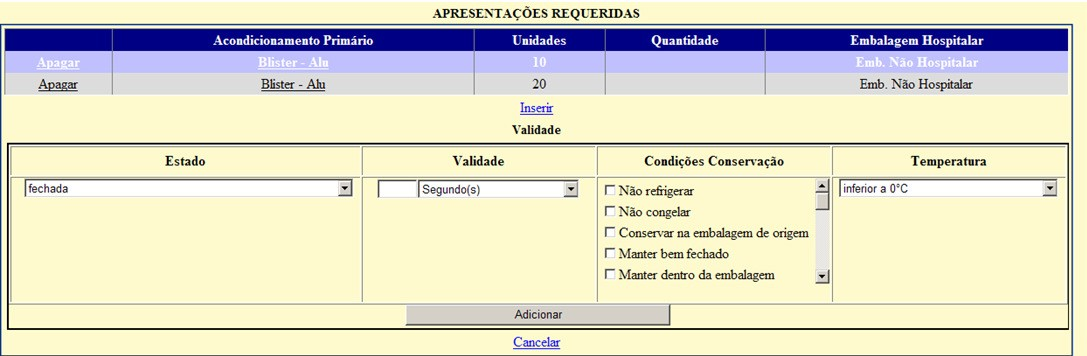 APRESENTAÇÕES REQUERIDAS
Acondicionamento Primário Unidades Quantidade Embalagem Hospitalar
Apagar Blister - Alu 10 Emb. Não Hospitalar
Apagar Blister - Alu 20 Emb. Não Hospitalar
Inserir
Validade
Estado Validade Condições Conservação Temperatura
fechada Segundo(s) Não refrigerar inferior a 0°C
Não congelar
Conservar na embalagem de origem
Manter bem fechado
Manter dentro da embalagem
Adicionar
Cancelar